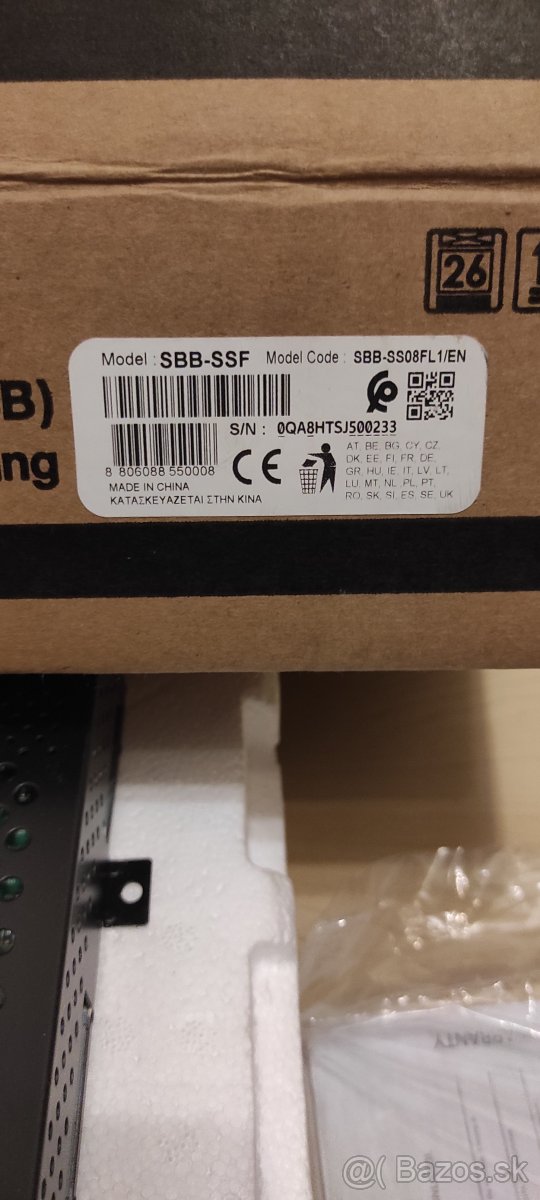 26
B)
ung
Model : SBB-SSF Model Code : SBB-SS08FL1/EN
S/N : 0QA8HTSJ500233
8 806088 550008
CE
MADE IN CHINA
ΚΑΤΑΣΚΕΥΑΖΕΤΑΙ ΣΤΗΝ ΚΙΝΑ
AT, BE, BG, CY, CZ,
DK, EE, FI, FR, DE,
GR, HU, IE, IT, LV, LT,
LU, MT, NL, PL, PT,
RO, SK, SI, ES, SE, UK
RRANTY
@( Bazos.sk